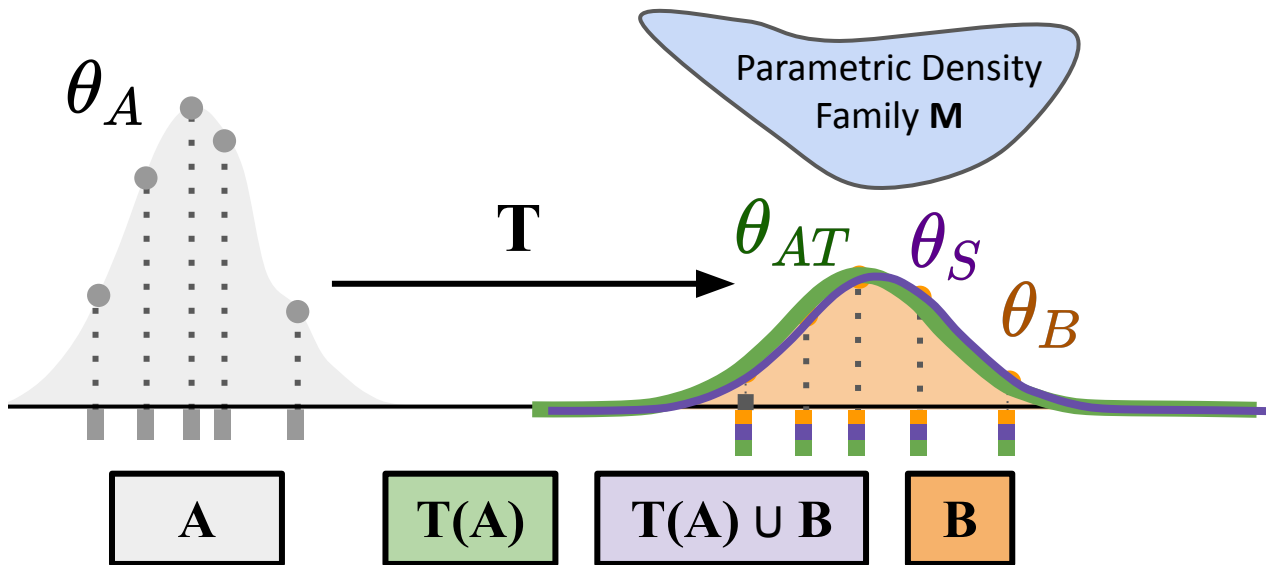 Parametric Density
Family M
θ_A
T
θ_AT
θ_S
θ_B
A
T(A)
T(A) ∪ B
B